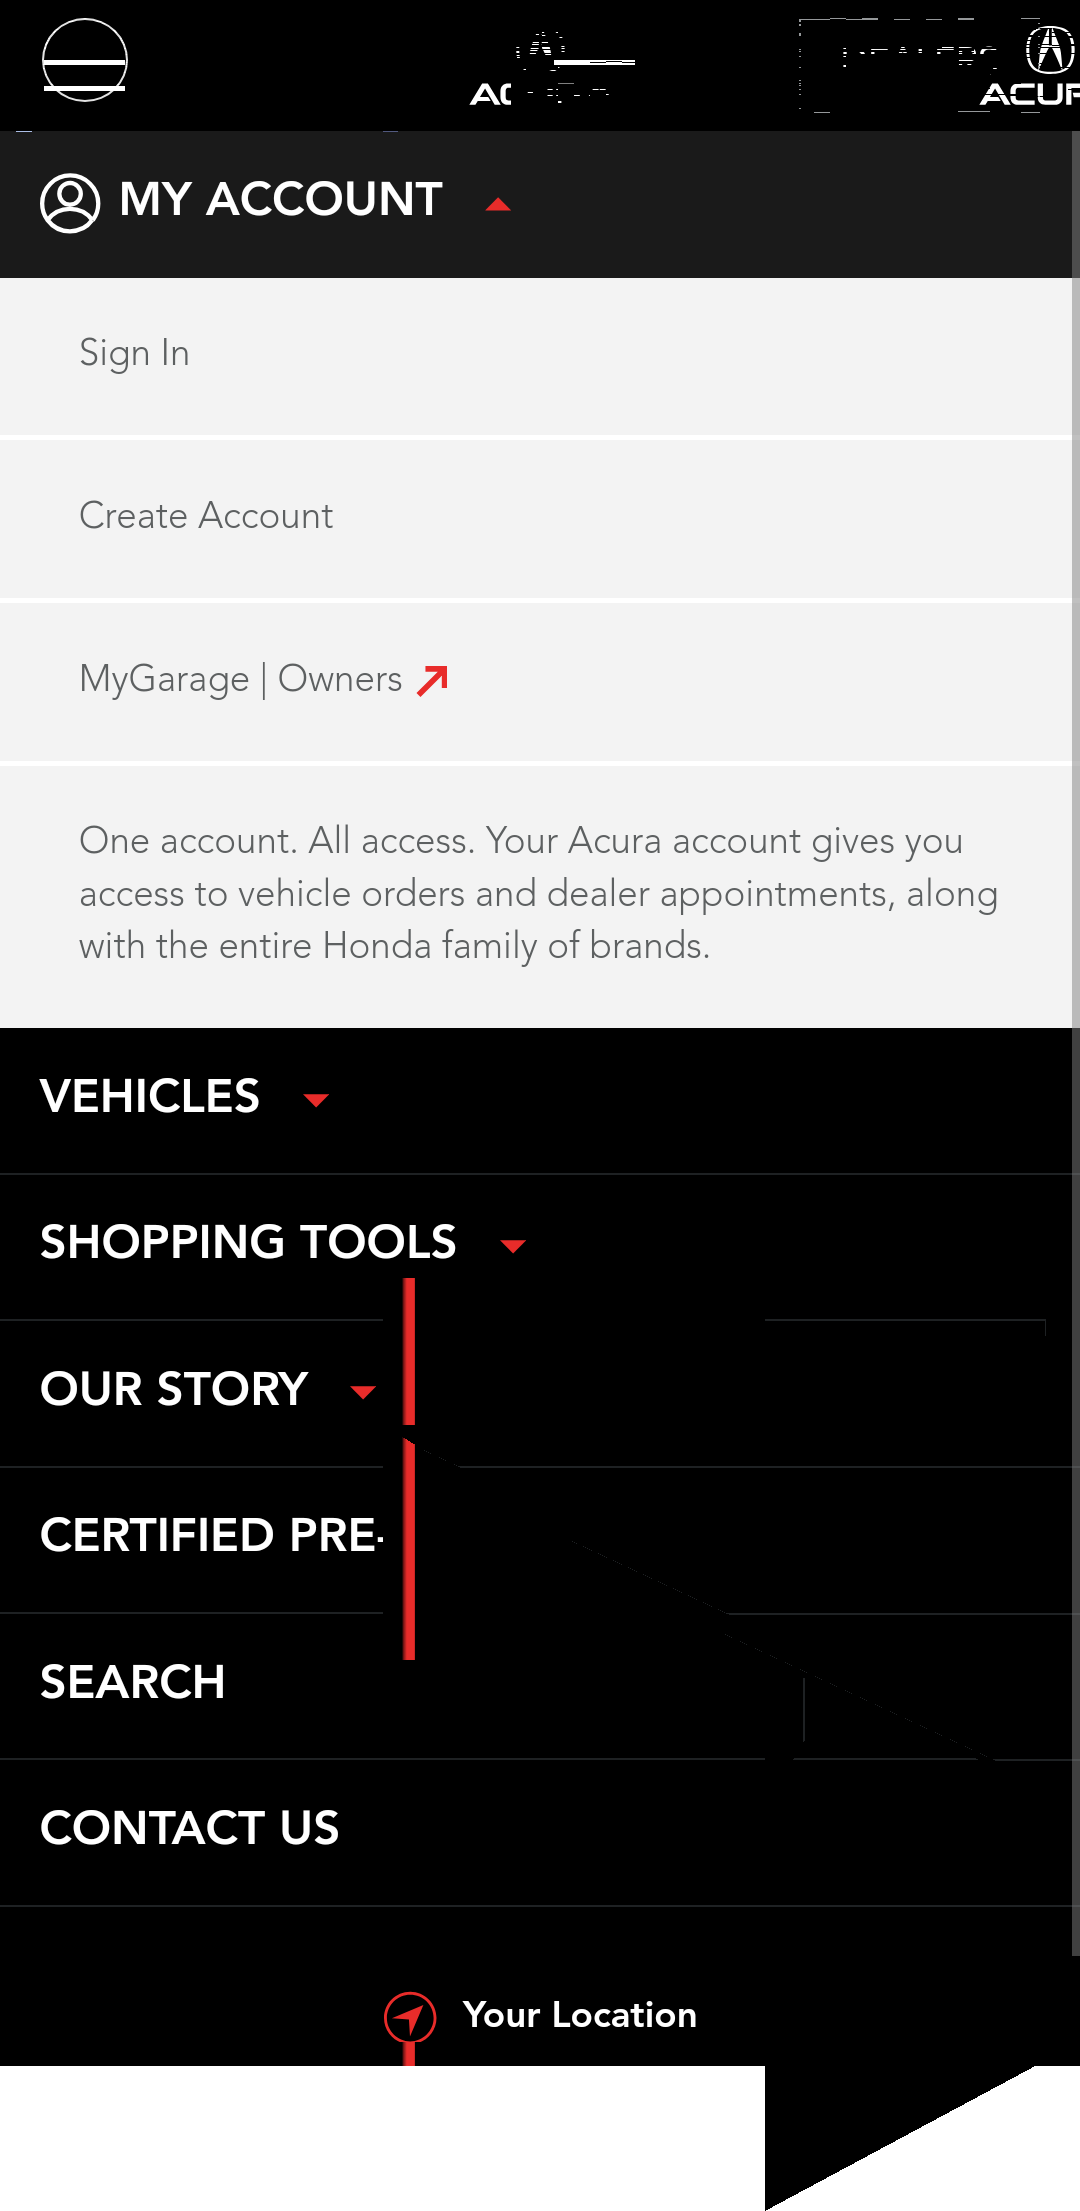 AC
ACUR
MY ACCOUNT
Sign In
Create Account
MyGarage | Owners
One account. All access. Your Acura account gives you
access to vehicle orders and dealer appointments, along
with the entire Honda family of brands.
VEHICLES
SHOPPING TOOLS
OUR STORY
CERTIFIED PRE-
SEARCH
CONTACT US
Your Location